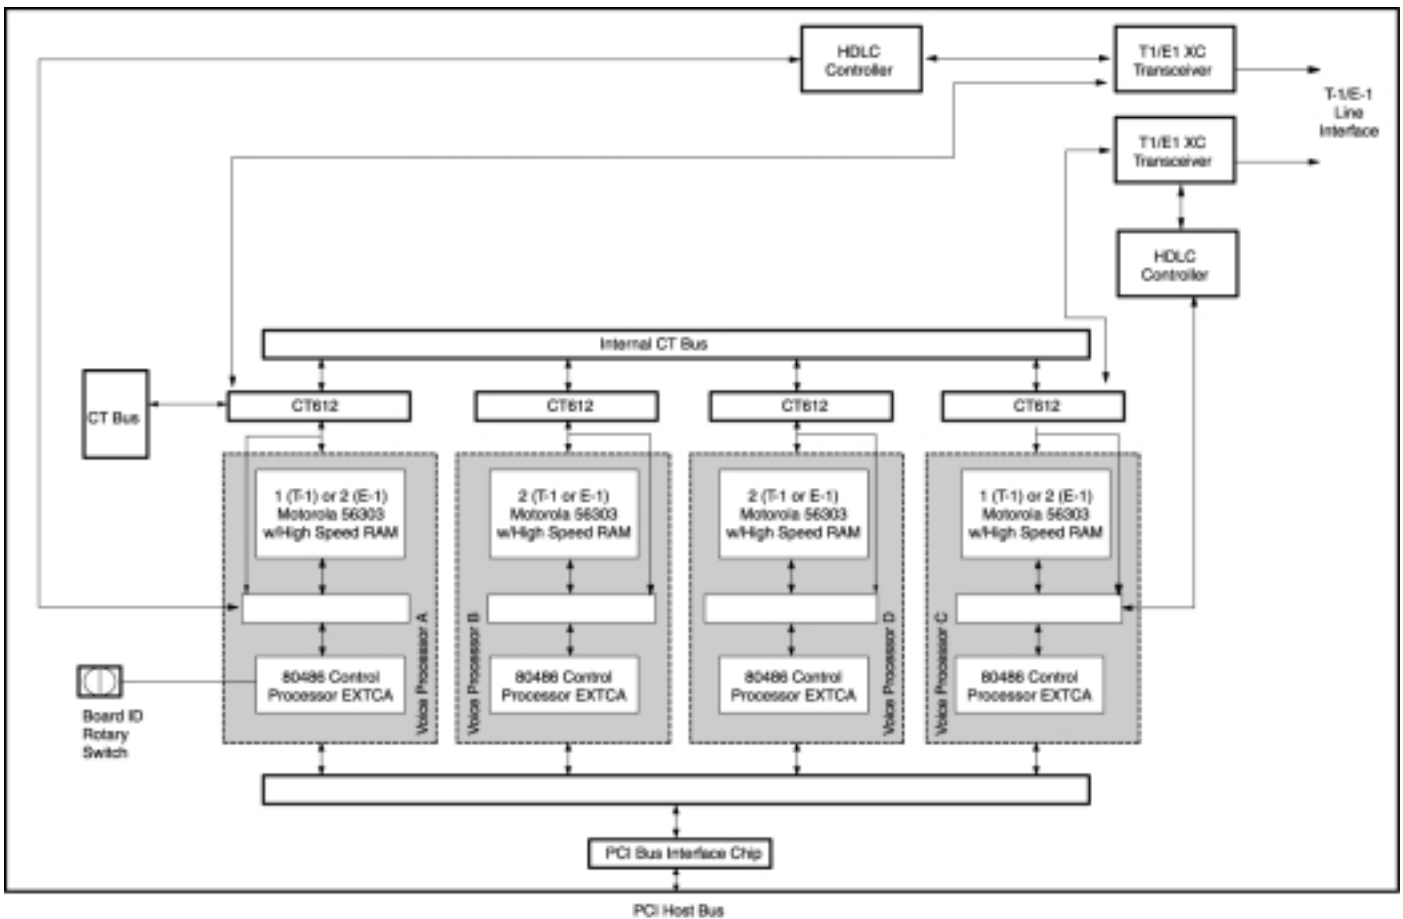 HDLC
Controller
T1/E1 XC
Transceiver
T-1/E-1
Line
Interface
T1/E1 XC
Transceiver
HDLC
Controller
Internal CT Bus
CT Bus
CT612
CT612
CT612
CT612
1 (T-1) or 2 (E-1)
Motorola 56303
w/High Speed RAM
2 (T-1 or E-1)
Motorola 56303
w/High Speed RAM
2 (T-1 or E-1)
Motorola 56303
w/High Speed RAM
1 (T-1) or 2 (E-1)
Motorola 56303
w/High Speed RAM
Voice Processor A
Voice Processor B
Voice Processor D
Voice Processor C
80486 Control
Processor EXTCA
80486 Control
Processor EXTCA
80486 Control
Processor EXTCA
80486 Control
Processor EXTCA
Board ID
Rotary
Switch
PCI Bus Interface Chip
PCI Host Bus